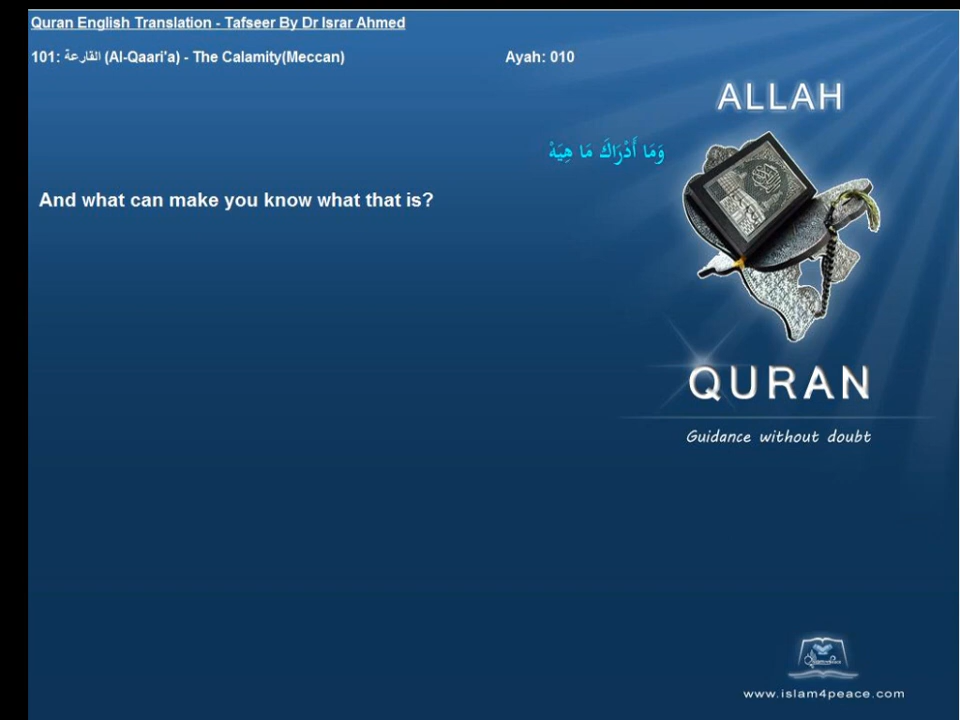 Quran English Translation - Tafseer By Dr Israr Ahmed
101: القارعة (Al-Qaari'a) - The Calamity(Meccan) Ayah: 010
ALLAH
وَمَا أَدْرَاكَ مَا هِيَهْ
And what can make you know what that is?
QURAN
Guidance without doubt
www.islam4peace.com